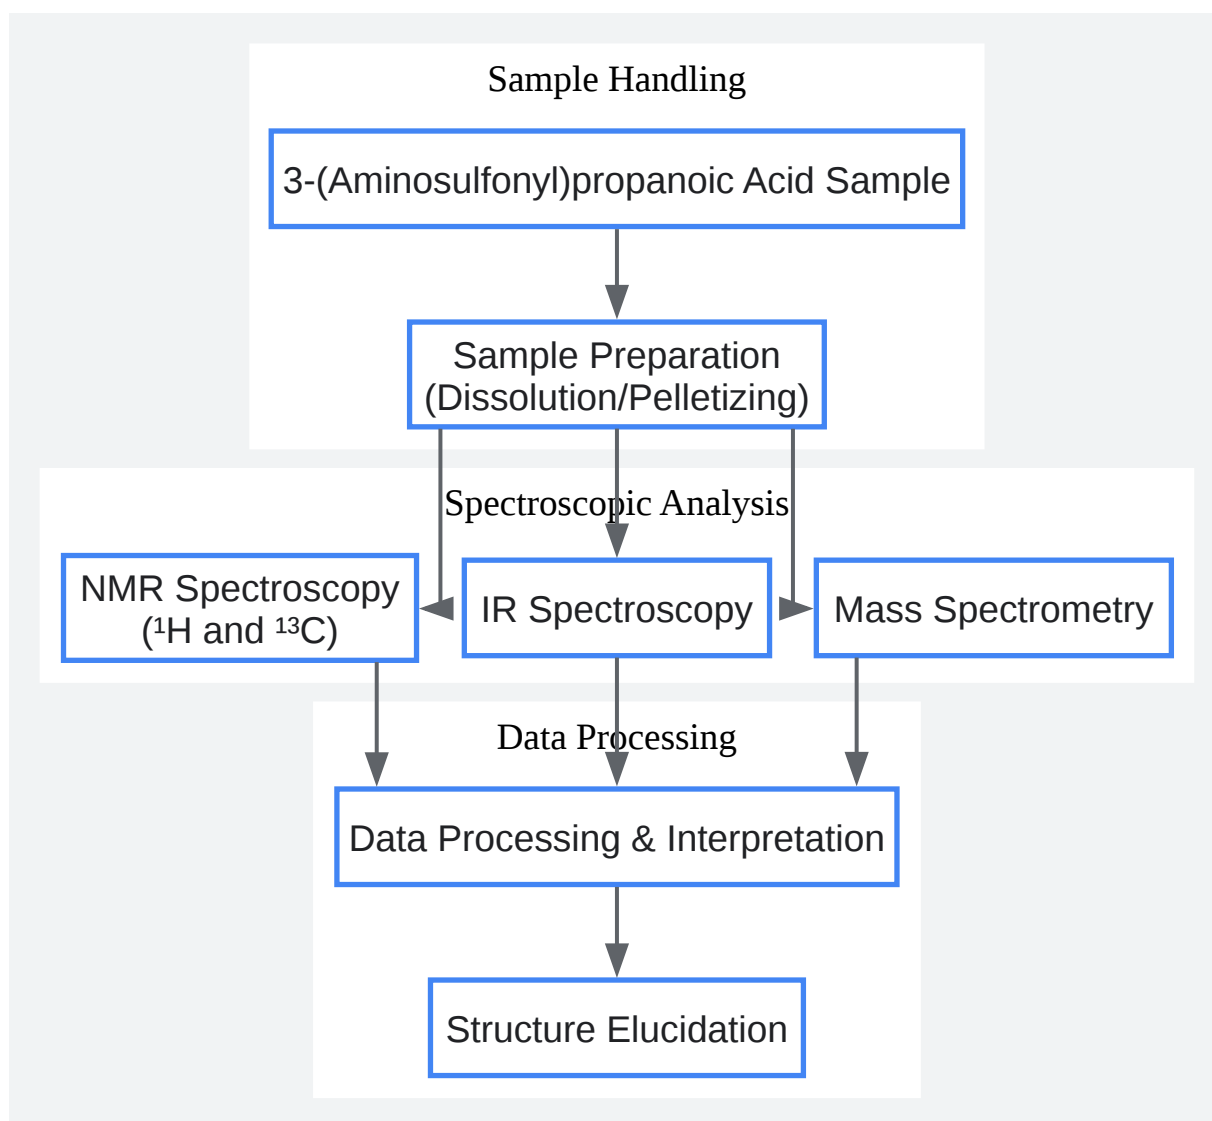 Sample Handling
3-(Aminosulfonyl)propanoic Acid Sample
Sample Preparation
(Dissolution/Pelletizing)
Spectroscopic Analysis
NMR Spectroscopy
(¹H and ¹³C)
IR Spectroscopy
Mass Spectrometry
Data Processing
Data Processing & Interpretation
Structure Elucidation